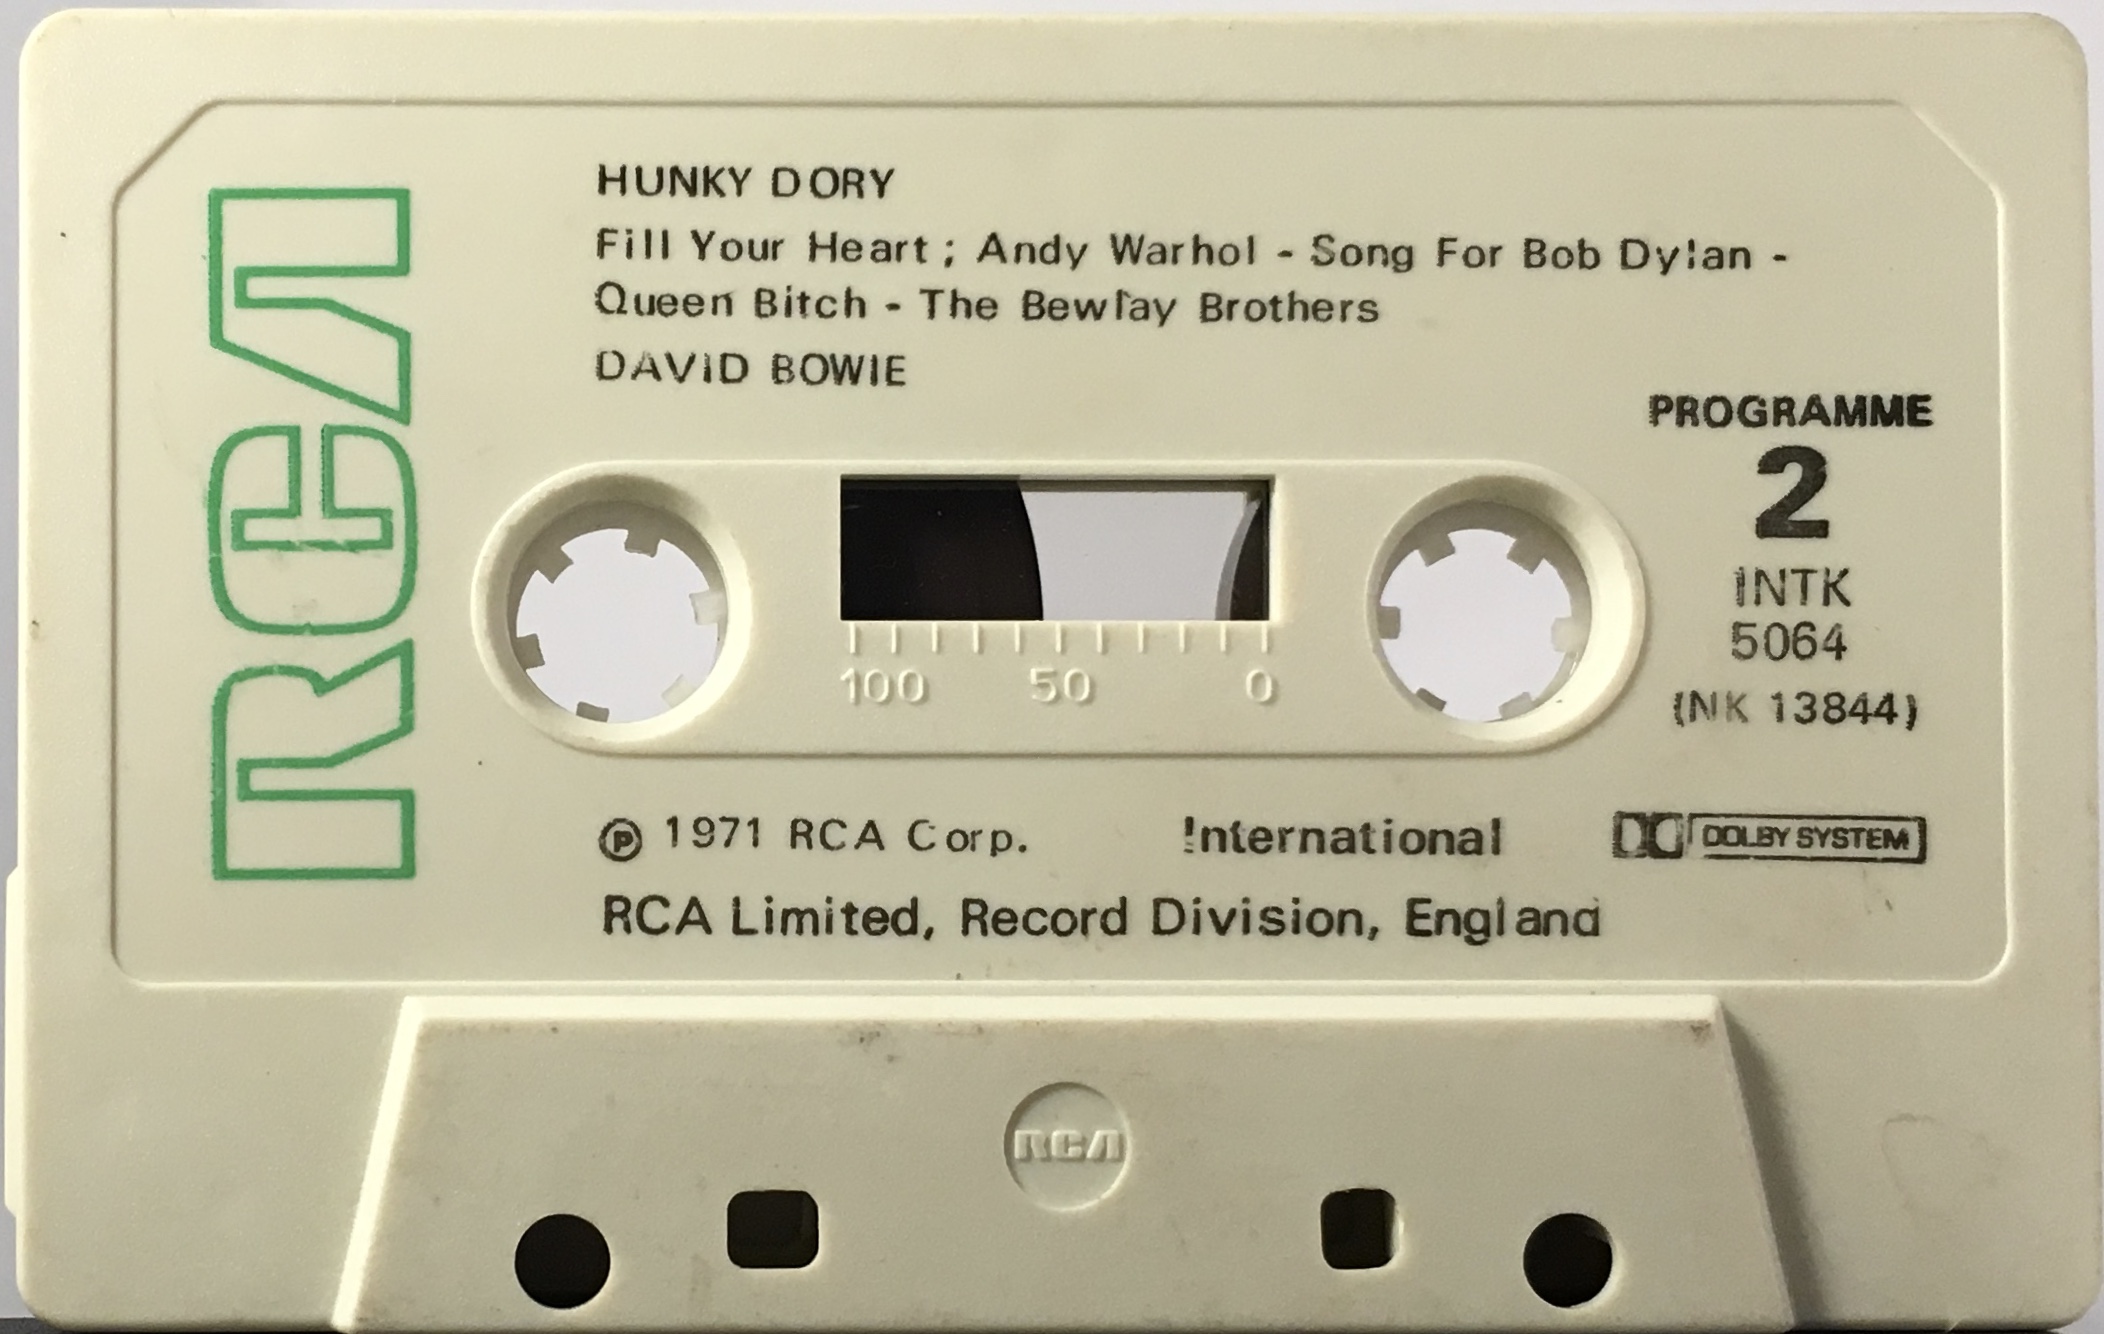 RCA
HUNKY DORY
Fill Your Heart ; Andy Warhol - Song For Bob Dylan -
Queen Bitch - The Bewlay Brothers
DAVID BOWIE
PROGRAMME
2
INTK
5064
(NK 13844)
100 50 0
℗ 1971 RCA Corp. International DOLBY SYSTEM
RCA Limited, Record Division, England
RCA